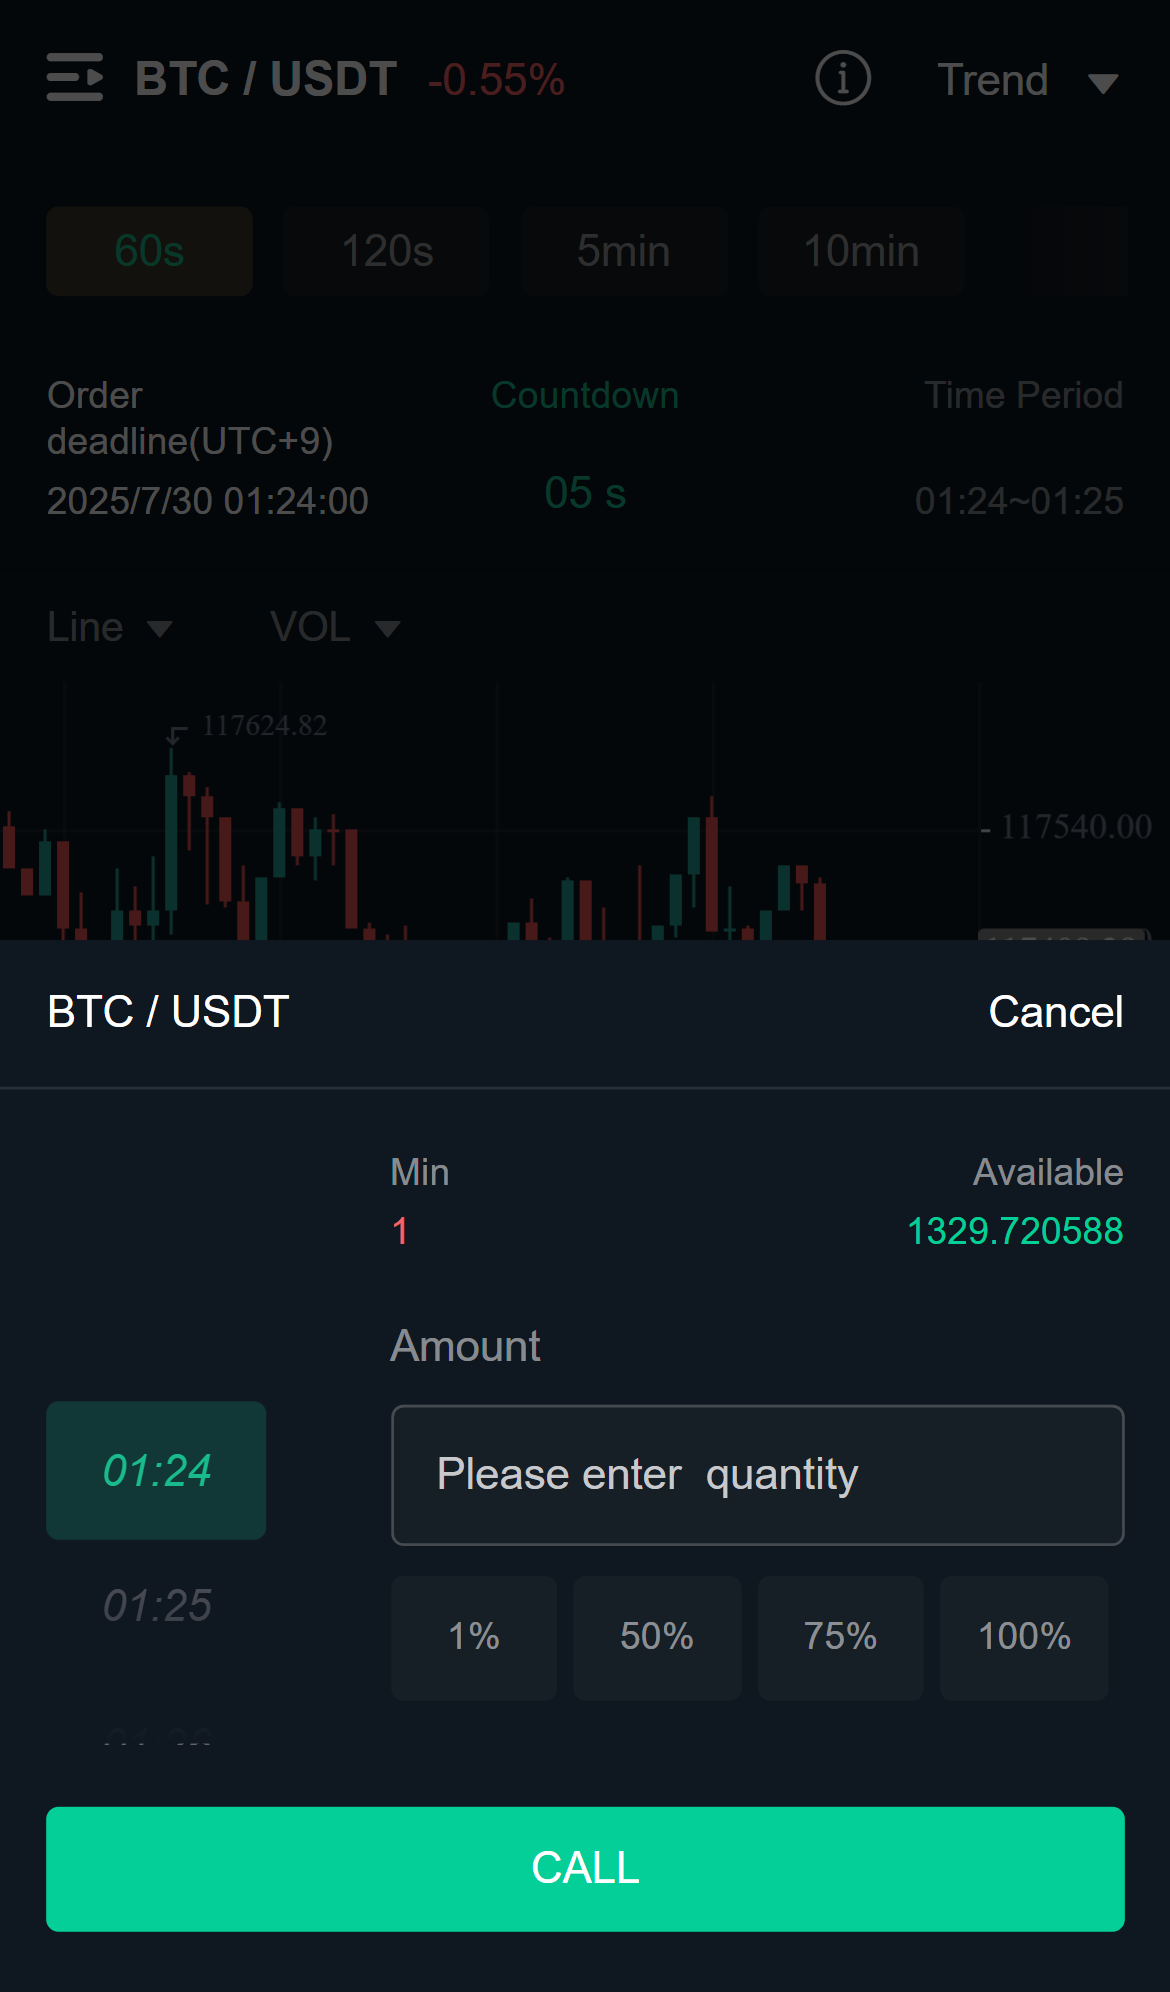 BTC / USDT -0.55% Trend
60s 120s 5min 10min
Order Countdown Time Period
deadline(UTC+9)
2025/7/30 01:24:00 05 s 01:24~01:25
Line VOL
117624.82
117540.00
BTC / USDT Cancel
Min Available
1 1329.720588
Amount
01:24 Please enter  quantity
01:25 1% 50% 75% 100%
CALL